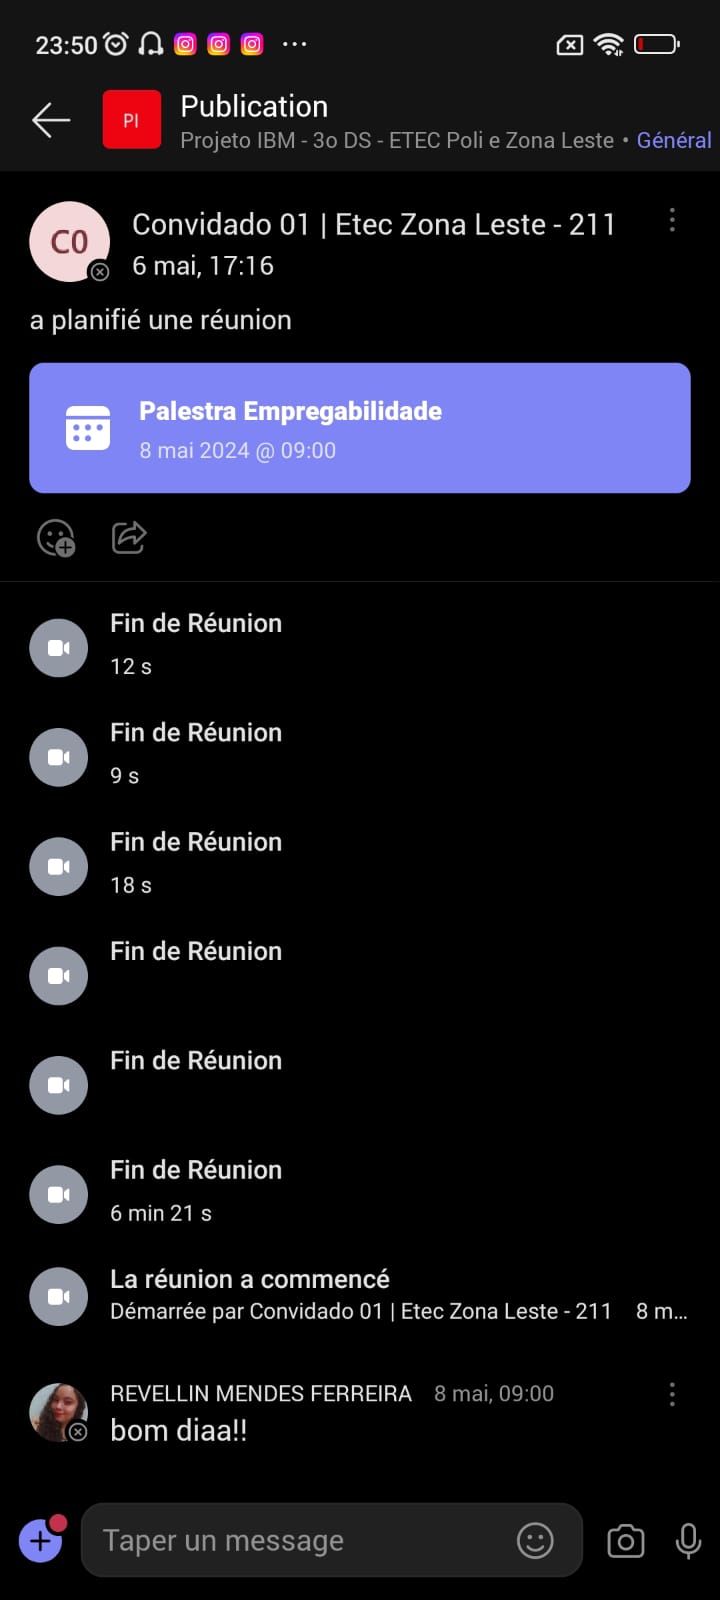 23:50
PI
Publication
Projeto IBM - 3o DS - ETEC Poli e Zona Leste • Général
C0
Convidado 01 | Etec Zona Leste - 211
6 mai, 17:16
a planifié une réunion
Palestra Empregabilidade
8 mai 2024 @ 09:00
Fin de Réunion
12 s
Fin de Réunion
9 s
Fin de Réunion
18 s
Fin de Réunion
Fin de Réunion
Fin de Réunion
6 min 21 s
La réunion a commencé
Démarrée par Convidado 01 | Etec Zona Leste - 211 8 m...
REVELLIN MENDES FERREIRA 8 mai, 09:00
bom diaa!!
Taper un message